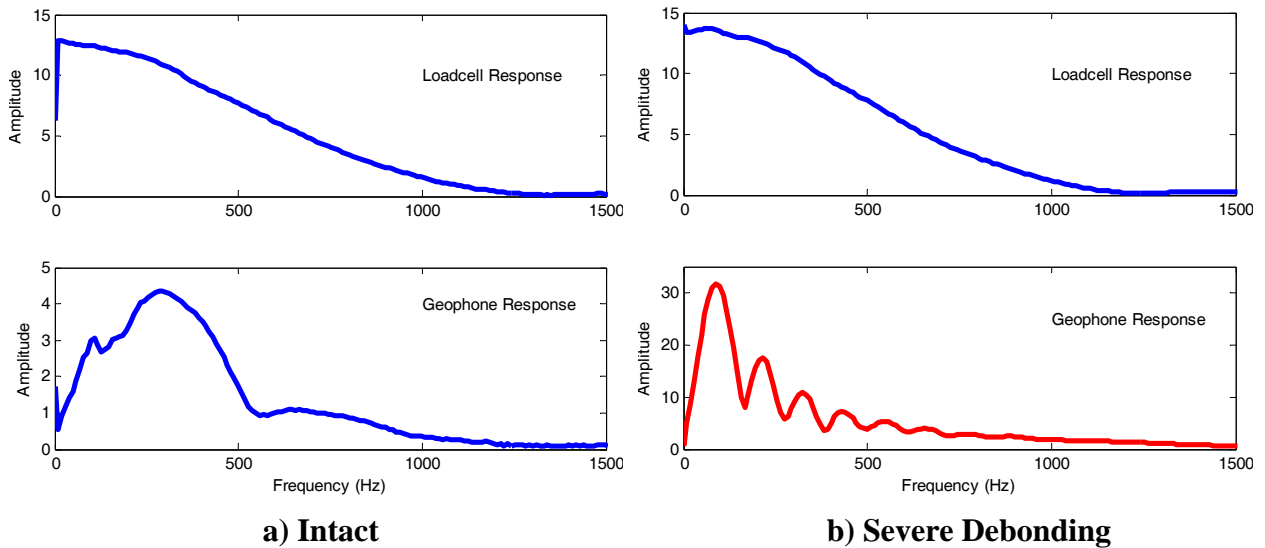 15
10
5
0
Amplitude
Loadcell Response
0
500
1000
1500
5
4
3
2
1
0
Amplitude
Geophone Response
0
500
1000
1500
Frequency (Hz)
a) Intact
15
10
5
0
Amplitude
Loadcell Response
0
500
1000
1500
30
20
10
0
Amplitude
Geophone Response
0
500
1000
1500
Frequency (Hz)
b) Severe Debonding